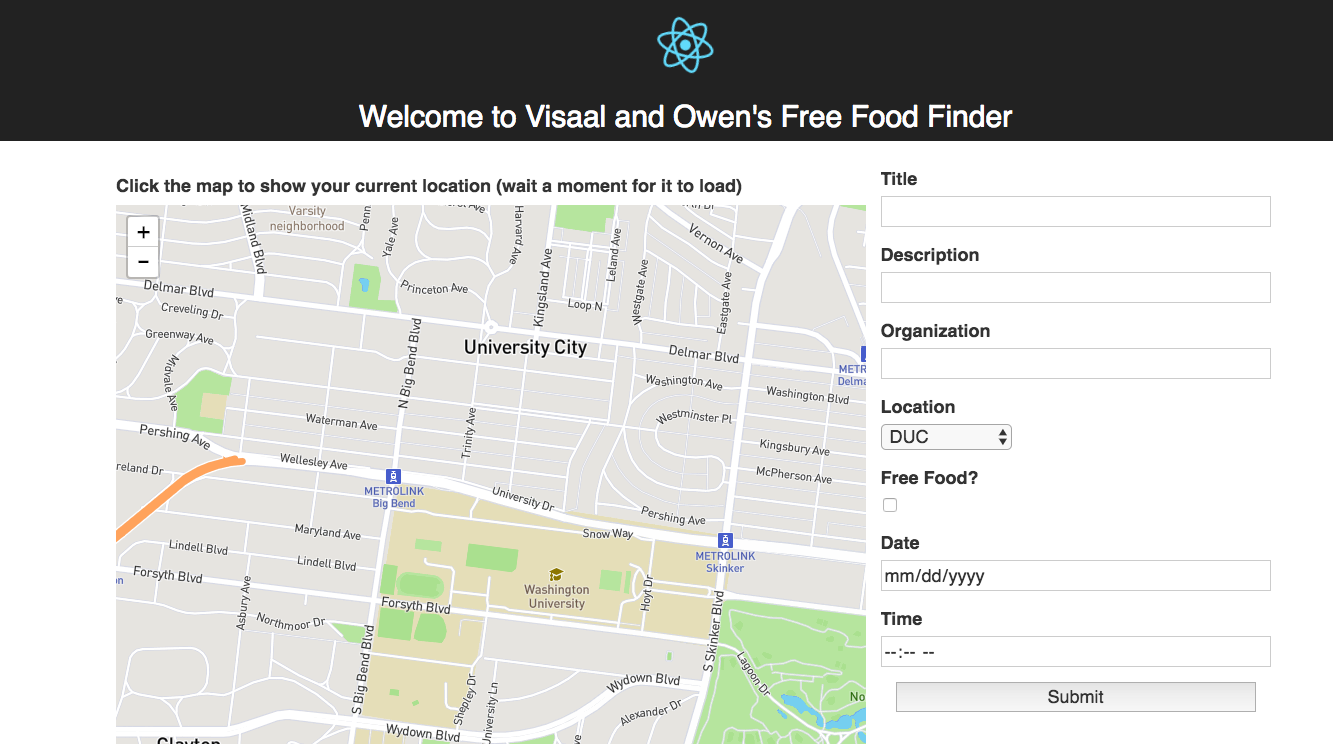 Welcome to Visaal and Owen's Free Food Finder
Click the map to show your current location (wait a moment for it to load)
+
−
Varsity
neighborhood
Midland Blvd
Penn
Yale Ave
Harvard Ave
Kingsland Ave
Leland Ave
Vernon Ave
Westgate Ave
Eastgate Ave
Delmar Blvd
Princeton Ave
Loop N
Creveling Dr
Greenway Ave
University City
N Big Bend Blvd
Delmar Blvd
METR
Delma
Midvale Ave
Washington Ave
Washington Blvd
Waterman Ave
Trinity Ave
Westminster Pl
Pershing Ave
Kingsbury Ave
Wellesley Ave
McPherson Ave
reland Dr
METROLINK
Big Bend
University Dr
Pershing Ave
Maryland Ave
Snow Way
METROLINK
Skinker
Lindell Blvd
Lindell Blvd
Forsyth Blvd
Washington
University
Hoyt Dr
Asbury Ave
Forsyth Blvd
Northmoor Dr
S Big Bend Blvd
S Skinker Blvd
Lagoon Dr
Shepley Dr
University Ln
Wydown Blvd
Alexander Dr
No
Wydown Blvd
Clayton
Title
Description
Organization
Location
DUC
Free Food?
Date
mm/dd/yyyy
Time
--:-- --
Submit